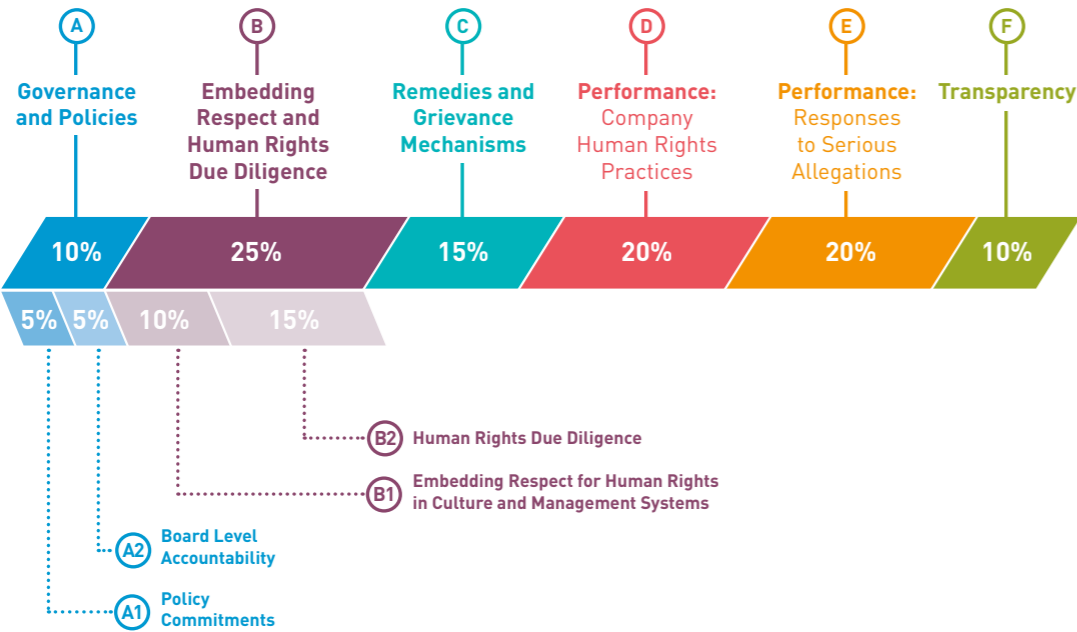 A
Governance
and Policies
B
Embedding
Respect and
Human Rights
Due Diligence
C
Remedies and
Grievance
Mechanisms
D
Performance:
Company
Human Rights
Practices
E
Performance:
Responses
to Serious
Allegations
F
Transparency
10%
25%
15%
20%
20%
10%
5%
5%
10%
15%
B2
Human Rights Due Diligence
B1
Embedding Respect for Human Rights
in Culture and Management Systems
A2
Board Level
Accountability
A1
Policy
Commitments